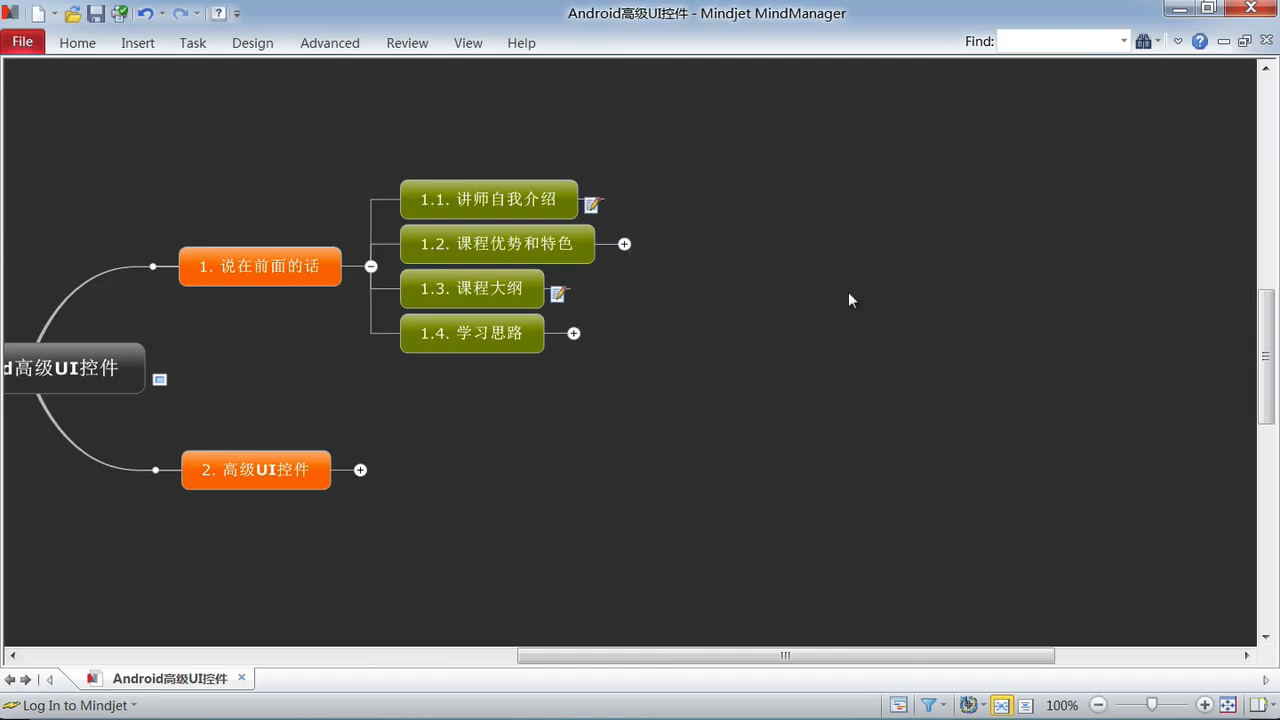 Android高级UI控件 - Mindjet MindManager
File Home Insert Task Design Advanced Review View Help Find:
1.1. 讲师自我介绍
1.2. 课程优势和特色
1. 说在前面的话
1.3. 课程大纲
1.4. 学习思路
d高级UI控件
2. 高级UI控件
Android高级UI控件
Log In to Mindjet 100%